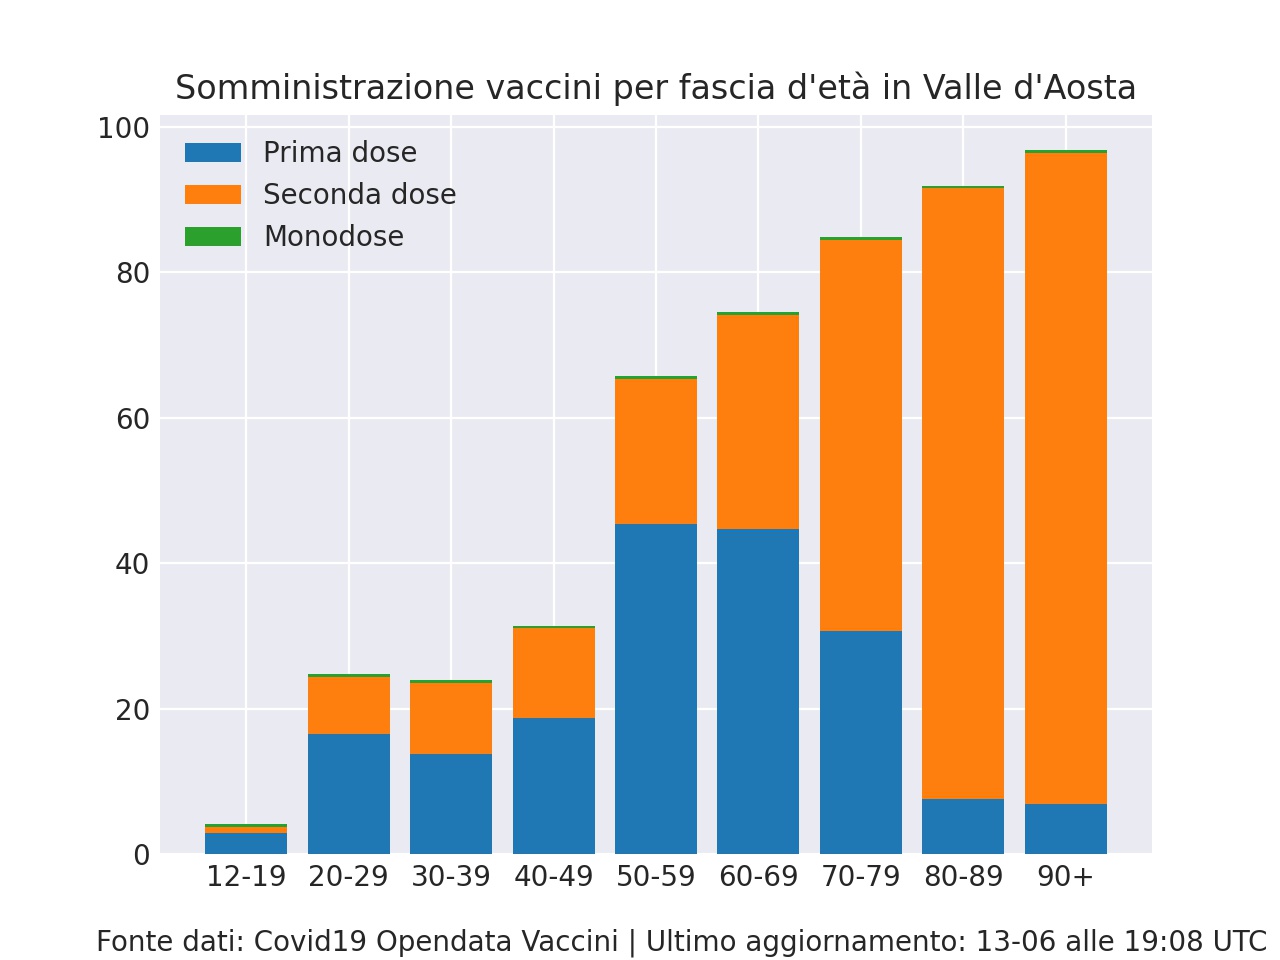 Somministrazione vaccini per fascia d'età in Valle d'Aosta
100
80
60
40
20
0
Prima dose
Seconda dose
Monodose
12-19 20-29 30-39 40-49 50-59 60-69 70-79 80-89 90+
Fonte dati: Covid19 Opendata Vaccini | Ultimo aggiornamento: 13-06 alle 19:08 UTC